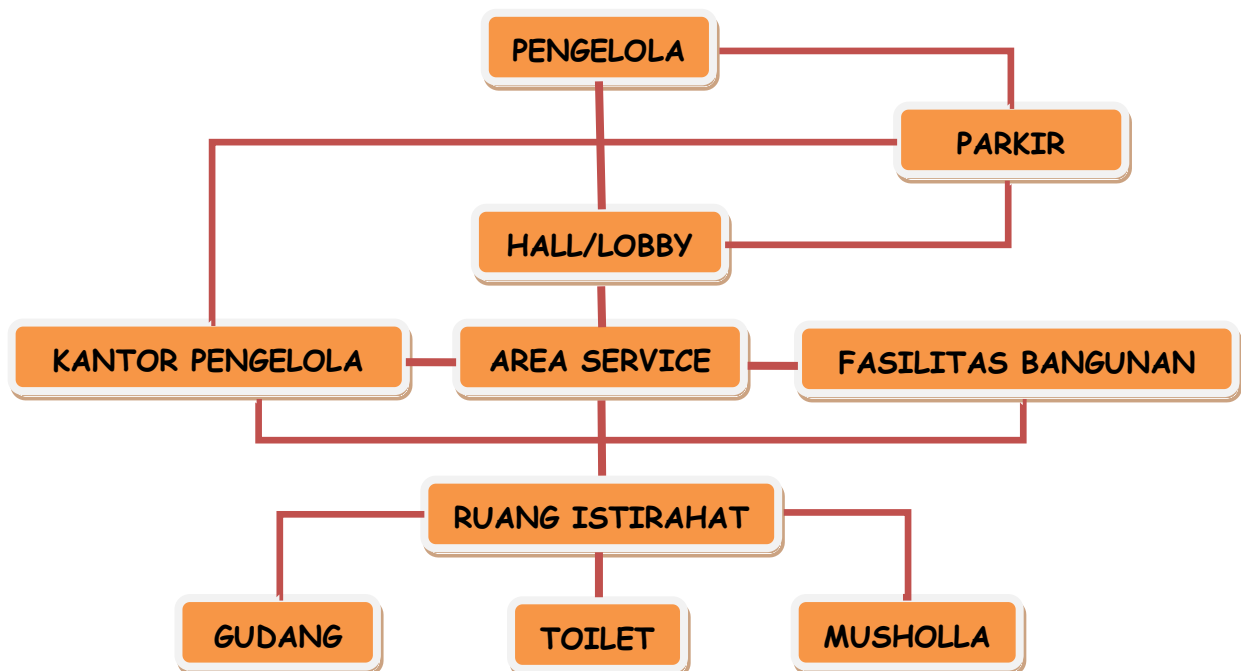 PENGELOLA
PARKIR
HALL/LOBBY
KANTOR PENGELOLA
AREA SERVICE
FASILITAS BANGUNAN
RUANG ISTIRAHAT
GUDANG
TOILET
MUSHOLLA